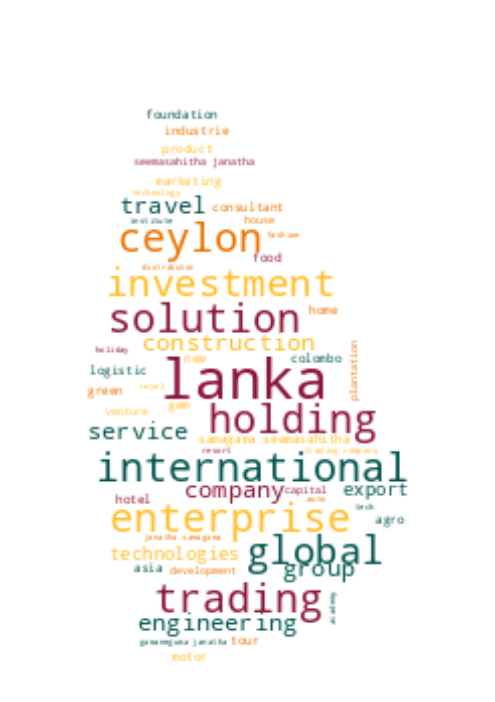 foundation
industrie
product
seemasahitha janatha
marketing
technology
travel consultant
institute house
ceylon fashion
food
distributor
investment
solution home
construction
holiday new colombo
lanka plantation
logistic
green royal
venture gem
holding
service samagama seemasahitha
resort trading company
international
company capital export
hotel auto
enterprise tech
agro
janatha samagama
technologies global
asia development group
trading academy
engineering
gamameguma janatha tour
motor